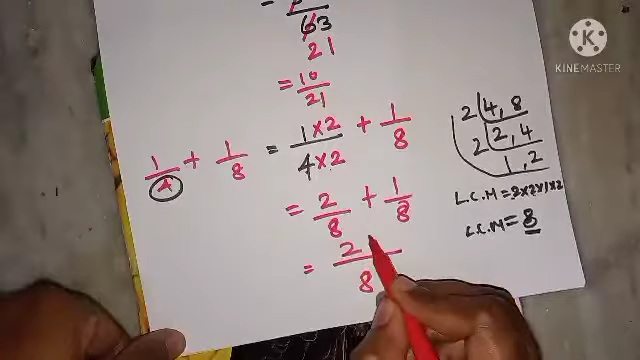 63
21
= 10/21
1/4 + 1/8 = 1×2/4×2 + 1/8
= 2/8 + 1/8
= 2/8
2 4, 8
2 2, 4
1, 2
L.C.M = 2×2×1×2
L.C.M = 8
K
KINEMASTER